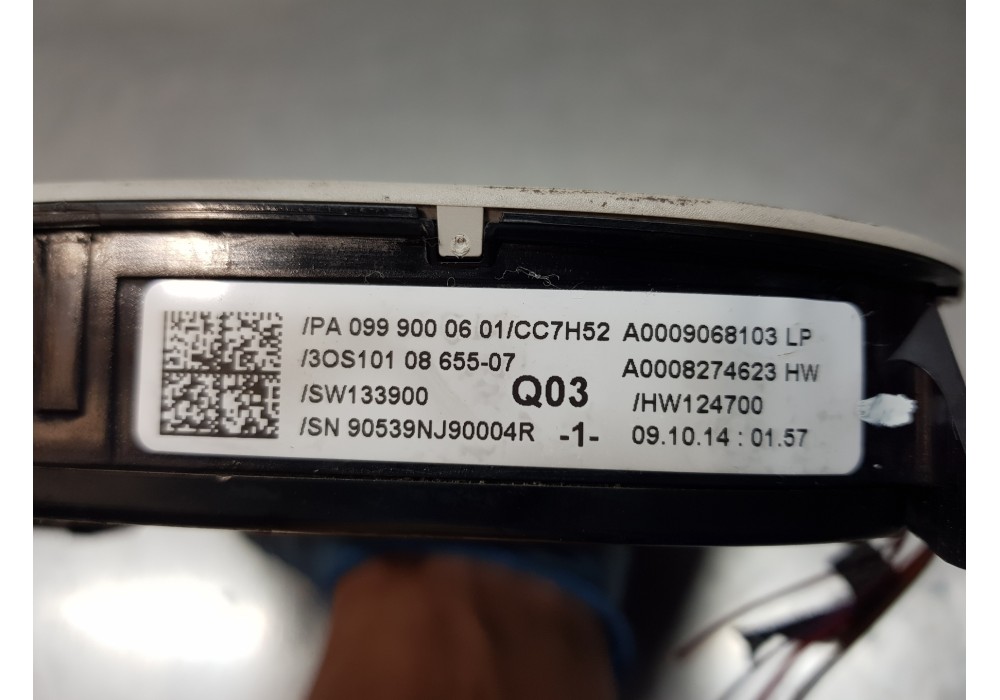 /PA 099 900 06 01/CC7H52 A0009068103 LP
/3OS101 08 655-07 A0008274623 HW
/SW133900 Q03 /HW124700
/SN 90539NJ90004R -1- 09.10.14 : 01.57